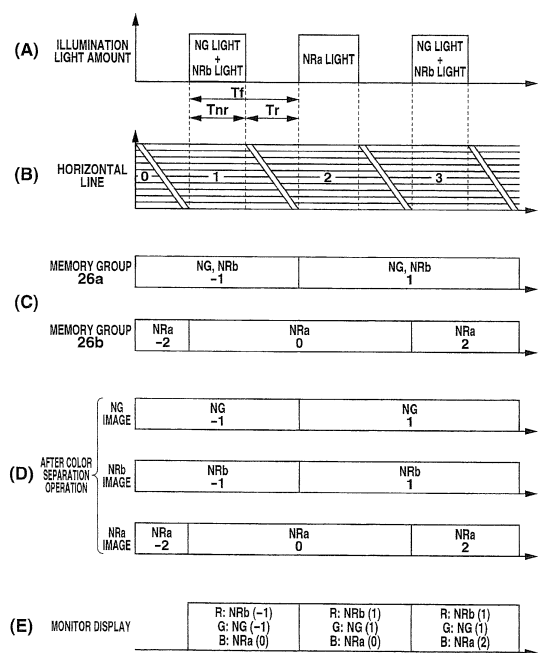 (A) ILLUMINATION LIGHT AMOUNT
NG LIGHT + NRb LIGHT
NRa LIGHT
NG LIGHT + NRb LIGHT
Tf
Tnr Tr
(B) HORIZONTAL LINE
0 1 2 3
(C)
MEMORY GROUP 26a
NG, NRb -1
NG, NRb 1
MEMORY GROUP 26b
NRa -2
NRa 0
NRa 2
(D) AFTER COLOR SEPARATION OPERATION
NG IMAGE
NG -1
NG 1
NRb IMAGE
NRb -1
NRb 1
NRa IMAGE
NRa -2
NRa 0
NRa 2
(E) MONITOR DISPLAY
R: NRb (-1)
G: NG (-1)
B: NRa (0)
R: NRb (1)
G: NG (1)
B: NRa (0)
R: NRb (1)
G: NG (1)
B: NRa (2)